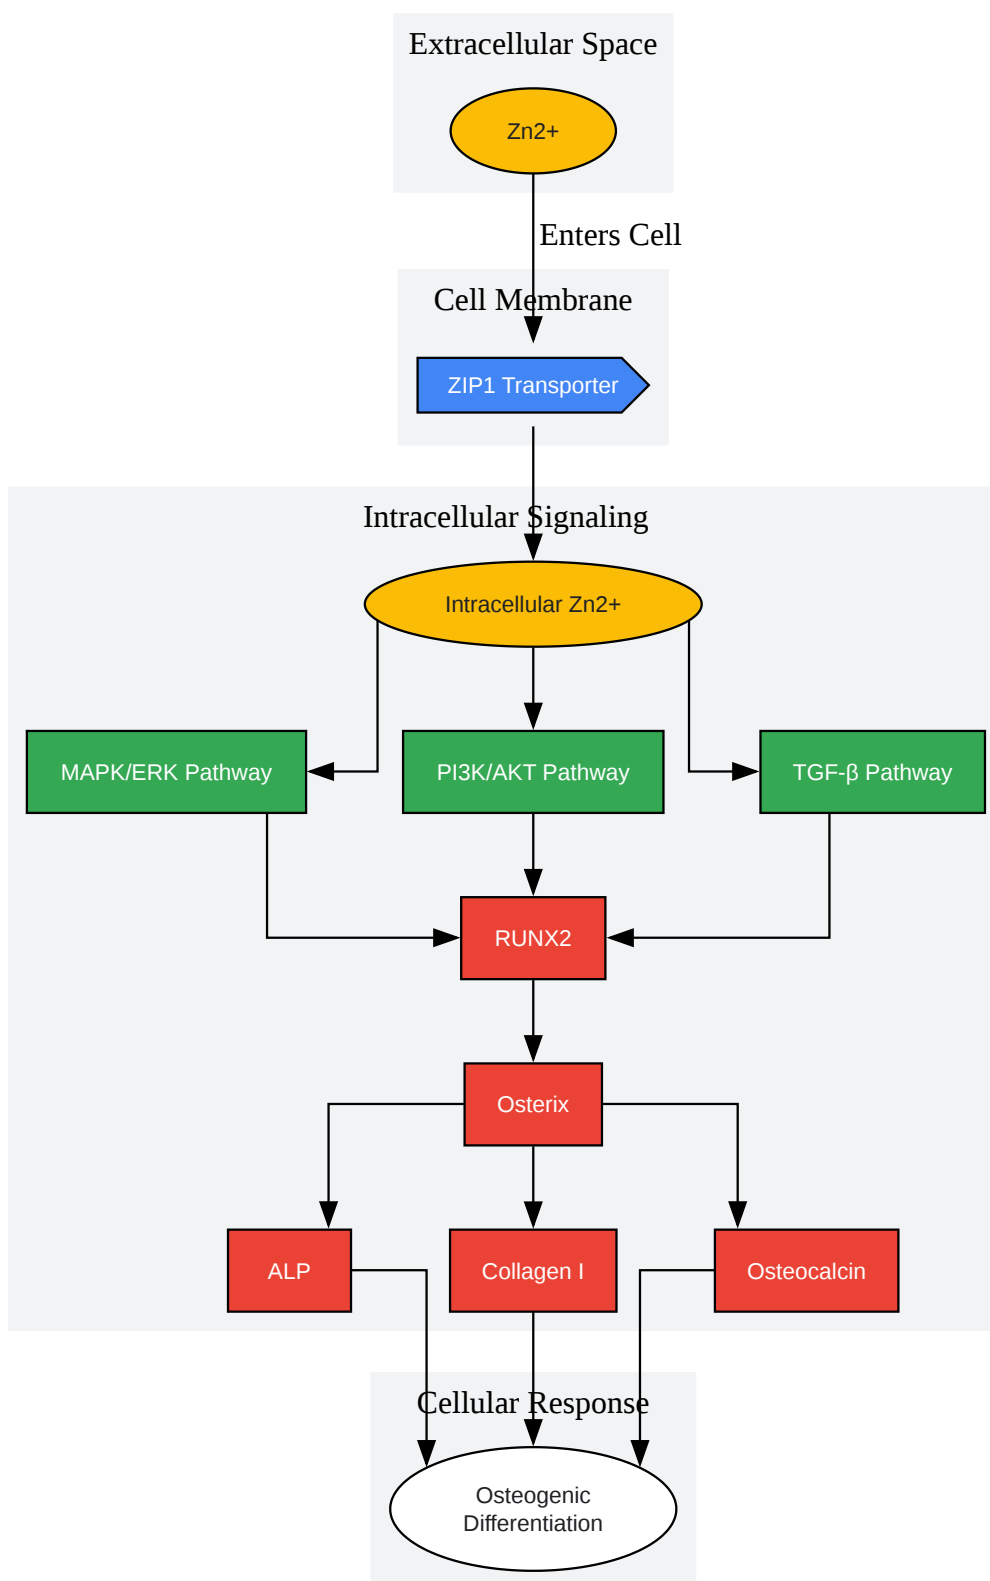 Extracellular Space
Zn2+
Enters Cell
Cell Membrane
ZIP1 Transporter
Intracellular Signaling
Intracellular Zn2+
MAPK/ERK Pathway
PI3K/AKT Pathway
TGF-β Pathway
RUNX2
Osterix
ALP
Collagen I
Osteocalcin
Cellular Response
Osteogenic
Differentiation